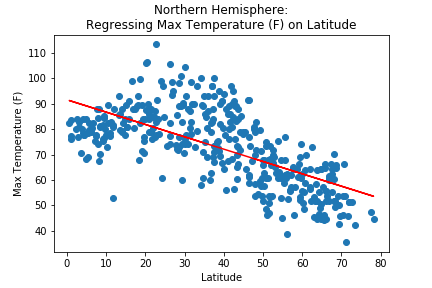 Northern Hemisphere:
Regressing Max Temperature (F) on Latitude
Max Temperature (F)
110
100
90
80
70
60
50
40
0 10 20 30 40 50 60 70 80
Latitude